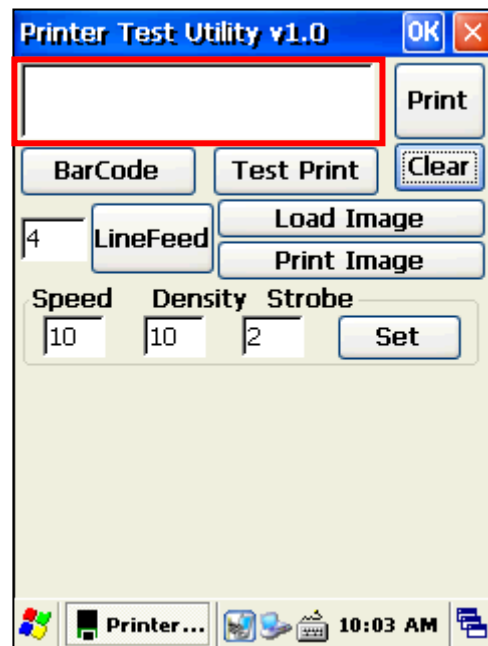 Printer Test Utility v1.0 OK
Print
BarCode Test Print Clear
4 LineFeed Load Image
Print Image
Speed Density Strobe
10 10 2 Set
Printer... 10:03 AM